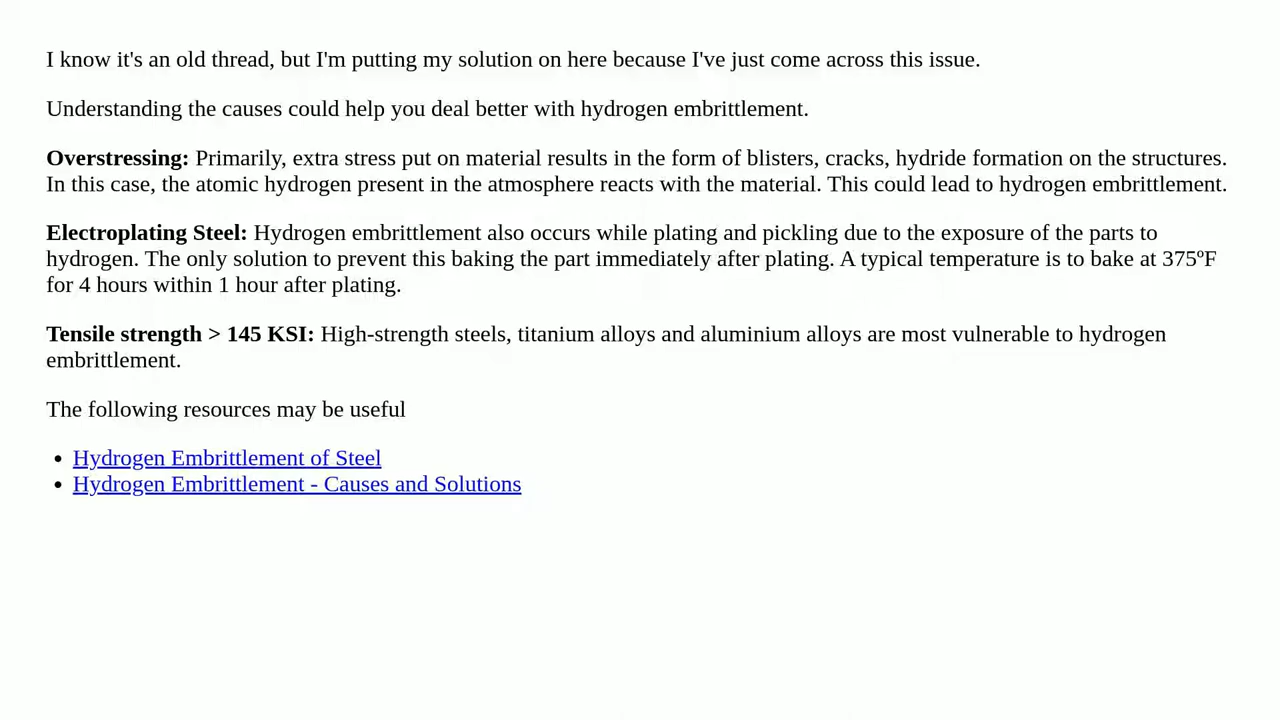 I know it's an old thread, but I'm putting my solution on here because I've just come across this issue.
Understanding the causes could help you deal better with hydrogen embrittlement.
Overstressing: Primarily, extra stress put on material results in the form of blisters, cracks, hydride formation on the structures.
In this case, the atomic hydrogen present in the atmosphere reacts with the material. This could lead to hydrogen embrittlement.
Electroplating Steel: Hydrogen embrittlement also occurs while plating and pickling due to the exposure of the parts to
hydrogen. The only solution to prevent this baking the part immediately after plating. A typical temperature is to bake at 375ºF
for 4 hours within 1 hour after plating.
Tensile strength > 145 KSI: High-strength steels, titanium alloys and aluminium alloys are most vulnerable to hydrogen
embrittlement.
The following resources may be useful
• Hydrogen Embrittlement of Steel
• Hydrogen Embrittlement - Causes and Solutions